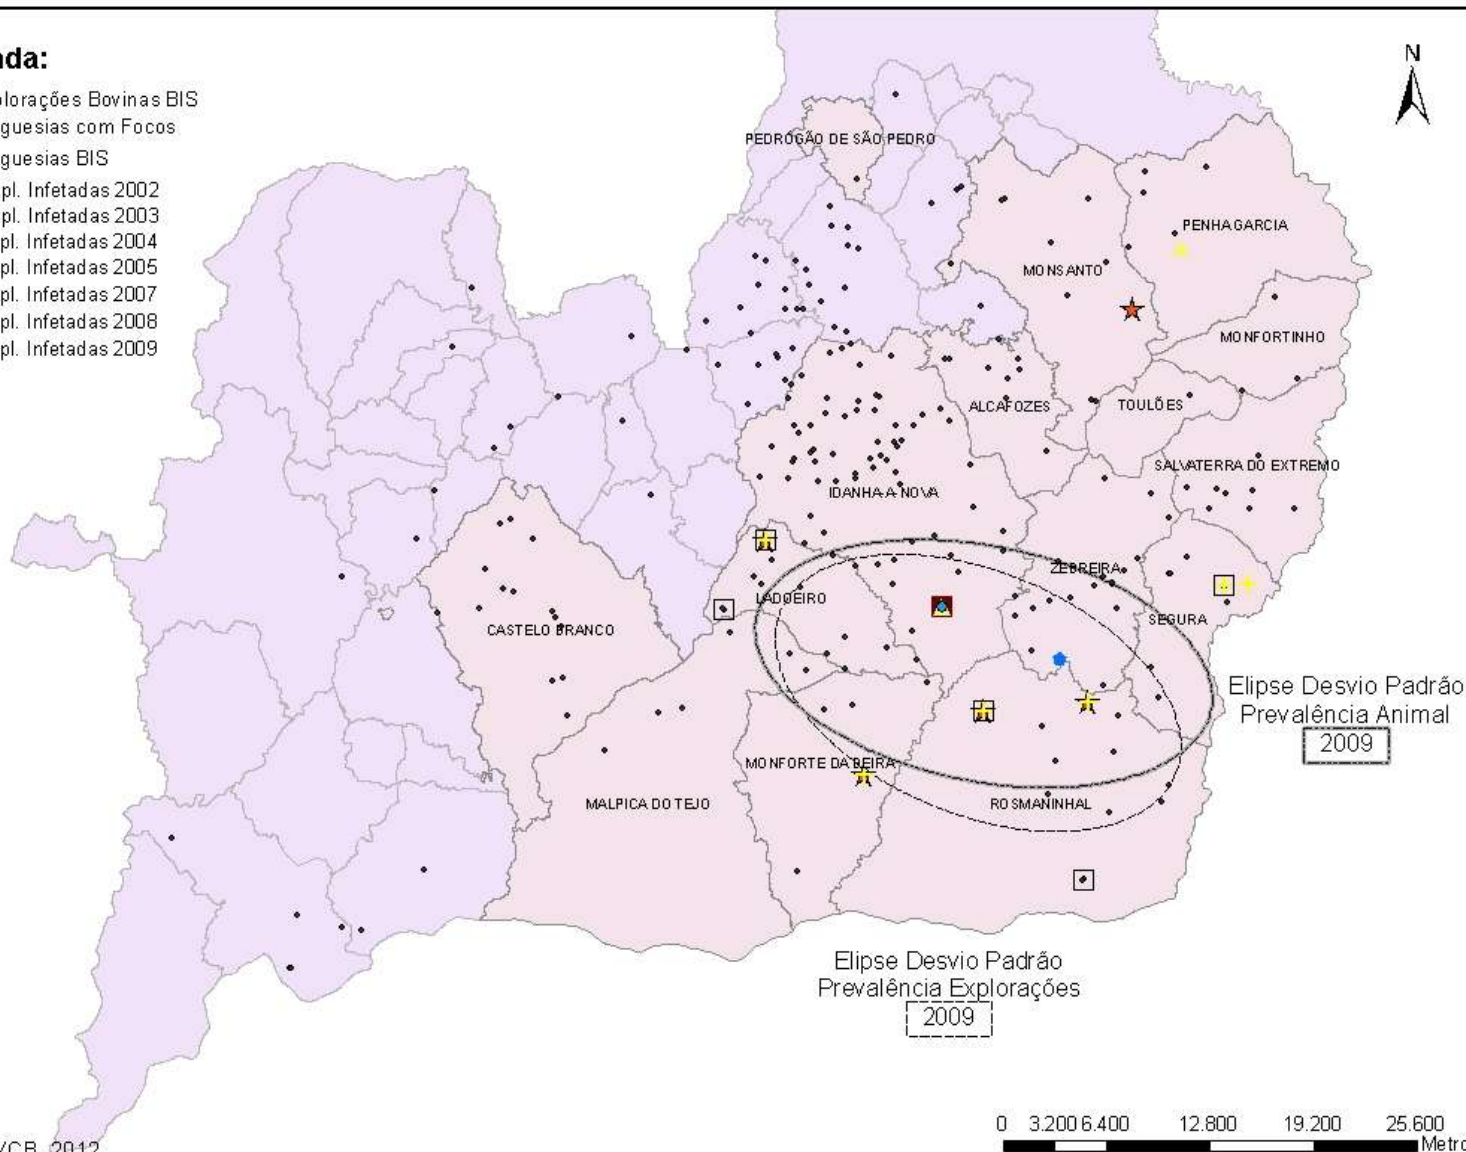 nda:
plorações Bovinas BIS
guesias com Focos
guesias BIS
pl. Infetadas 2002
pl. Infetadas 2003
pl. Infetadas 2004
pl. Infetadas 2005
pl. Infetadas 2007
pl. Infetadas 2008
pl. Infetadas 2009
N
PEDROGÃO DE SÃO PEDRO
PENHA GARCIA
MONSANTO
MONFORTINHO
ALCAFOZES
TOULÕES
SALVATERRA DO EXTREMO
IDANHA-A-NOVA
ZEBREIRA
LADOEIRO
SEGURA
CASTELO BRANCO
Elipse Desvio Padrão
Prevalência Animal
2009
MONFORTE DA BEIRA
MALPICA DO TEJO
ROSMANINHAL
Elipse Desvio Padrão
Prevalência Explorações
2009
0 3.200 6.400 12.800 19.200 25.600
Metro
VCB, 2012